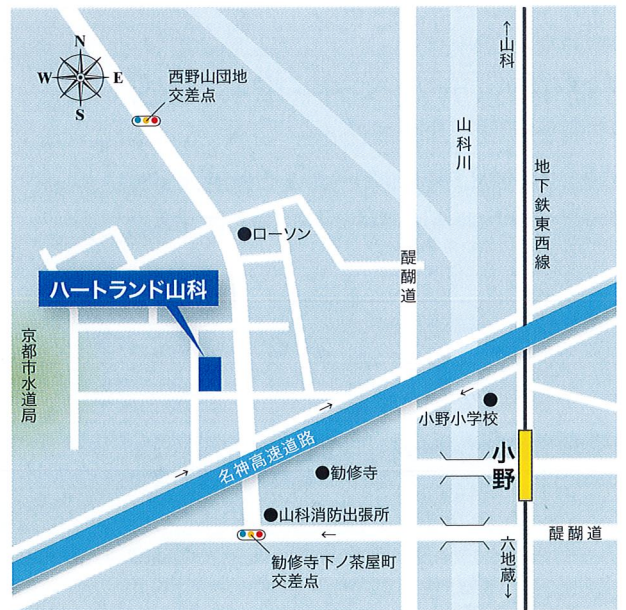 N
W
E
S
西野山団地
交差点
←山科
山科川
地下鉄東西線
ローソン
醍醐道
ハートランド山科
京都市水道局
→
←
小野小学校
→
名神高速道路
小野
勧修寺
山科消防出張所
←
醍醐道
勧修寺下ノ茶屋町
交差点
六地蔵→